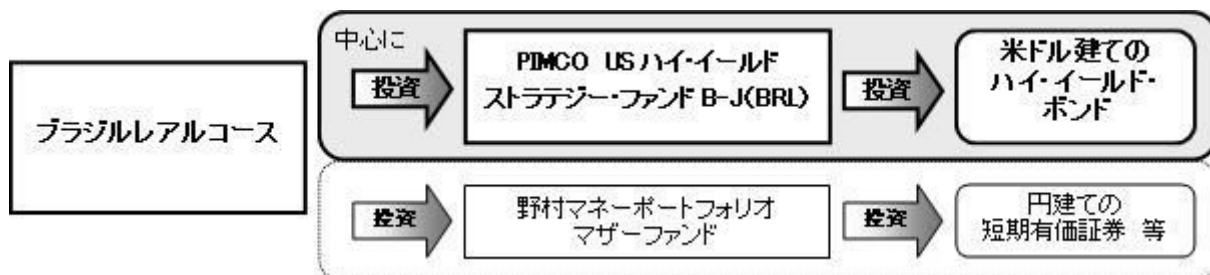 ブラジルレアルコース
中心に
投資
PIMCO USハイ・イールド
ストラテジー・ファンド B-J(BRL)
投資
米ドル建ての
ハイ・イールド・
ボンド
投資
野村マネーポートフォリオ
マザーファンド
投資
円建ての
短期有価証券 等